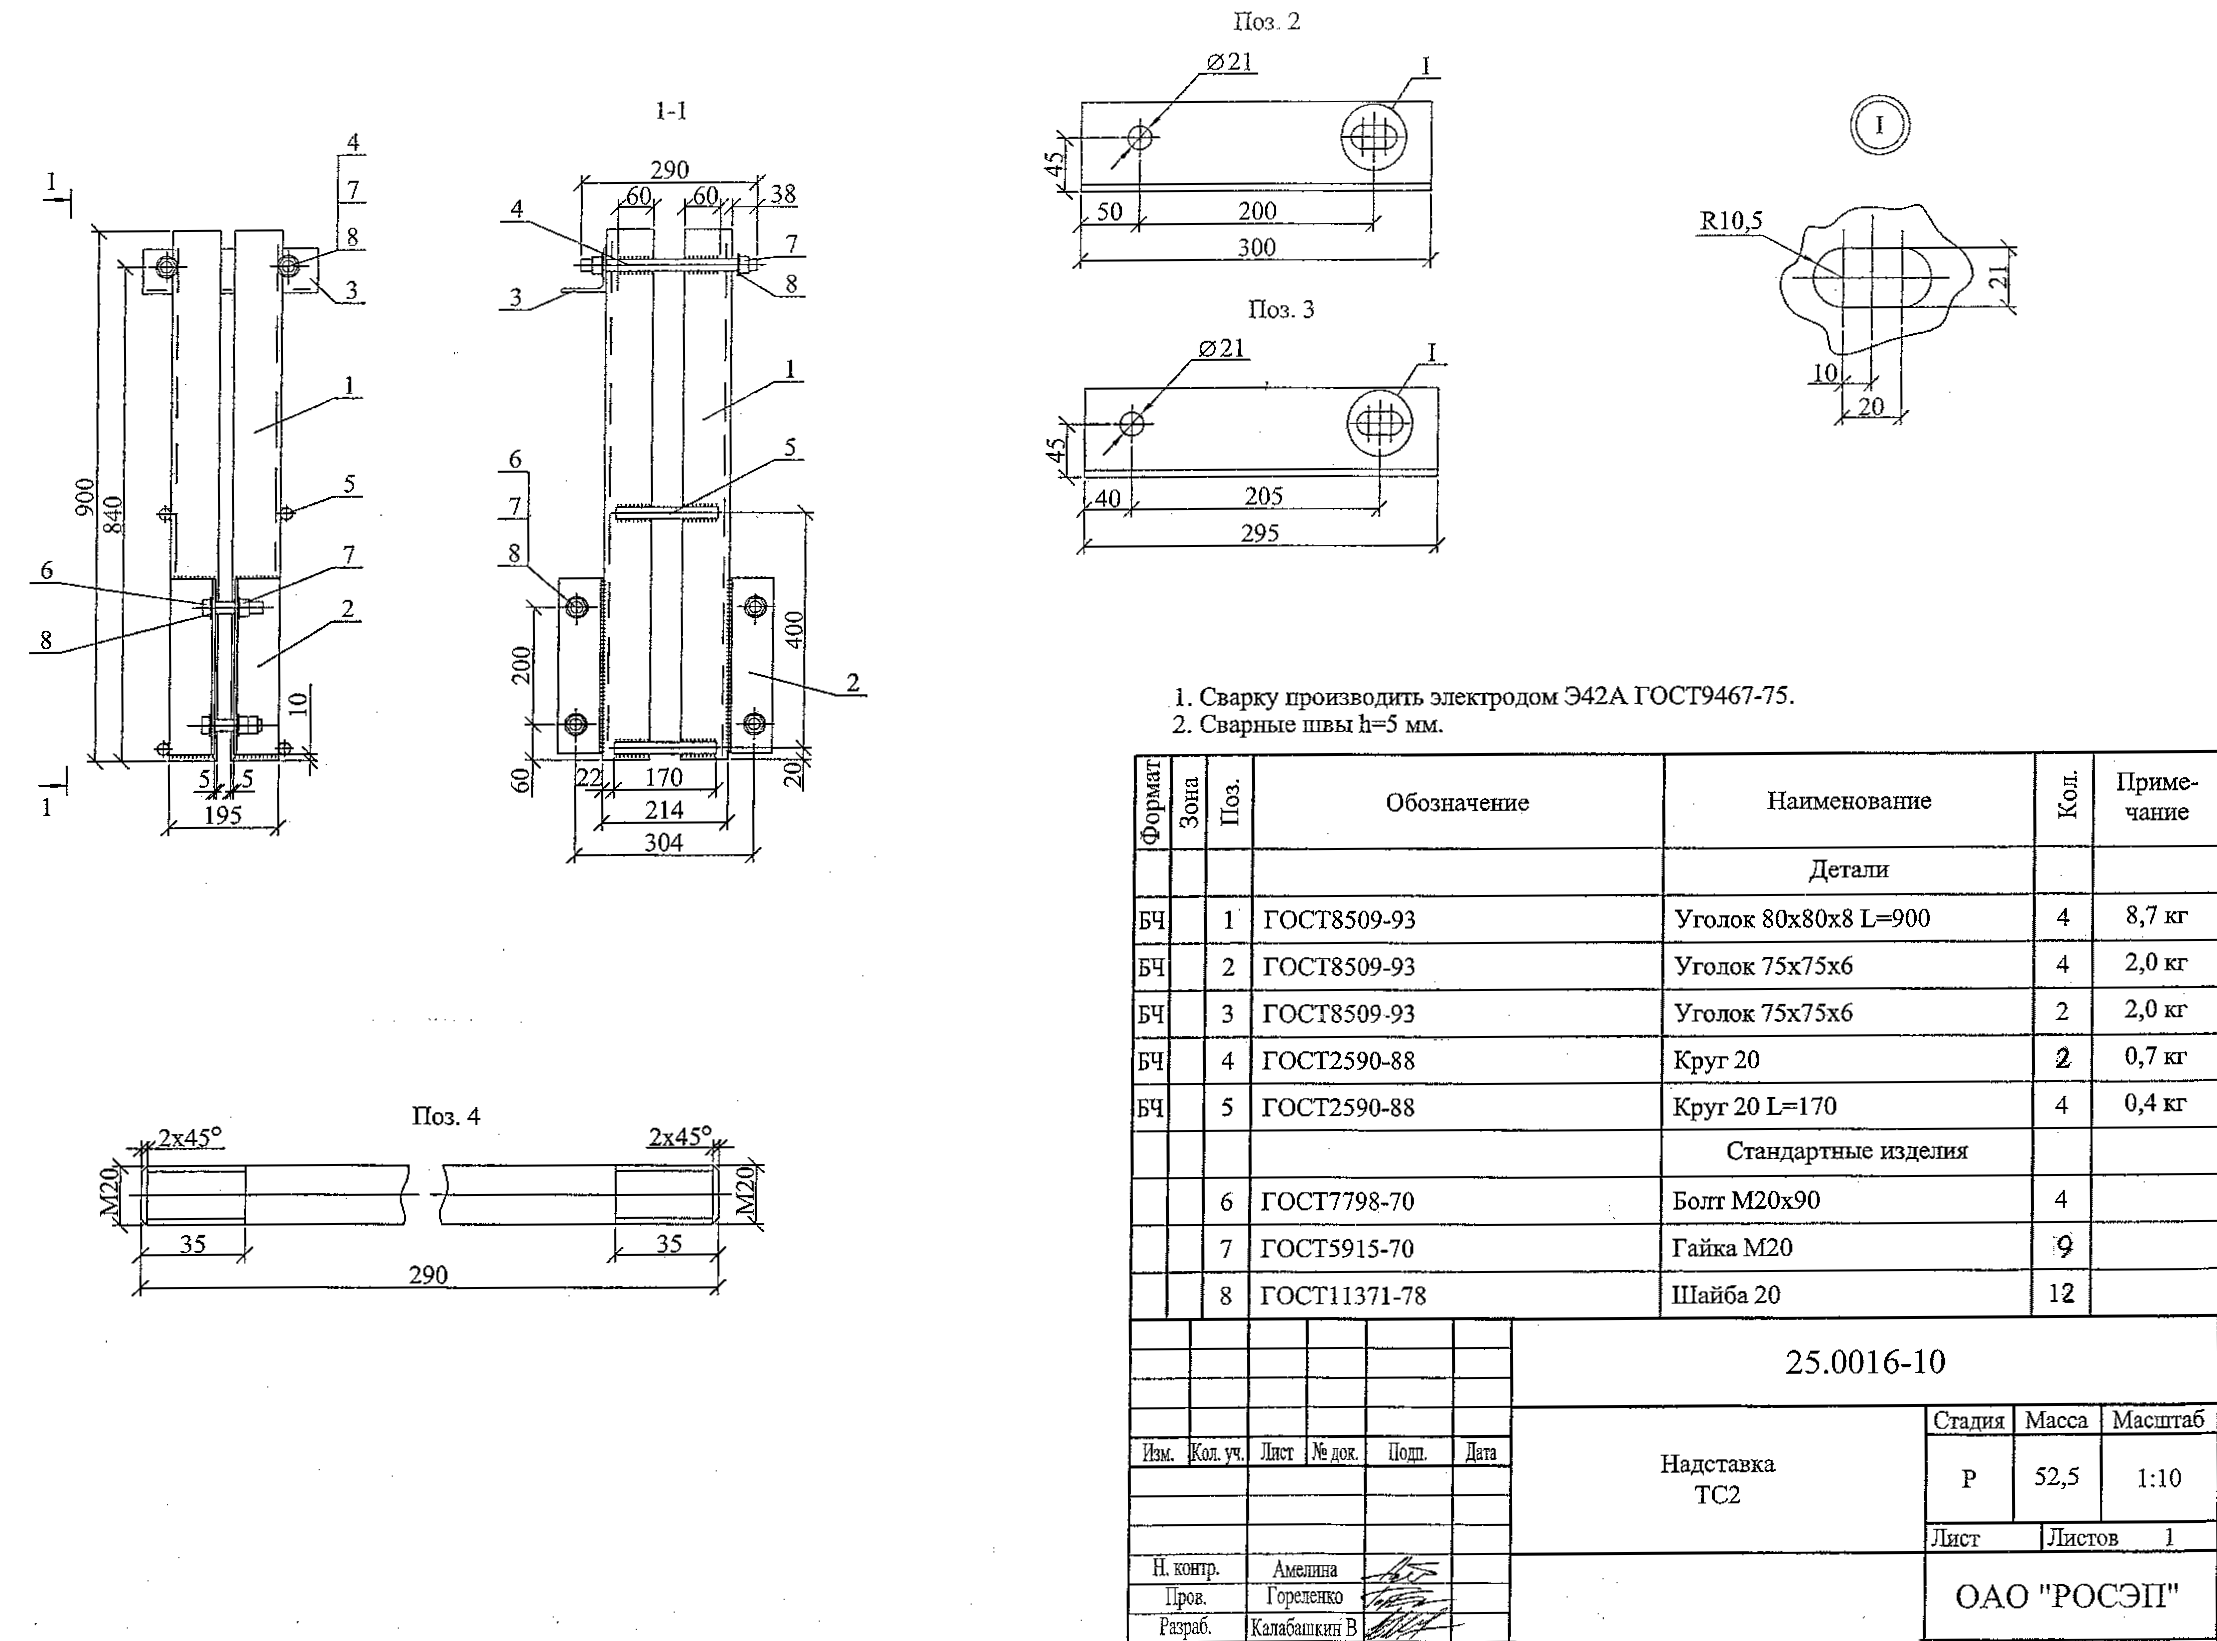 Поз. 2
⌀21
I
45
50
200
300
Поз. 3
⌀21
I
45
40
205
295
I
R10,5
21
10
20
1
4
7
8
3
1
5
900
840
6
7
8
2
10
5
5
195
1
1-1
290
60
60
38
4
7
3
8
1
5
6
7
8
200
400
2
60
22
170
20
214
304
Поз. 4
2x45°
2x45°
M20
M20
35
35
290
1. Сварку производить электродом Э42А ГОСТ9467-75.
2. Сварные швы h=5 мм.
Формат Зона Поз. Обозначение Наименование Кол. Приме-
чание
Детали
БЧ 1 ГОСТ8509-93 Уголок 80x80x8 L=900 4 8,7 кг
БЧ 2 ГОСТ8509-93 Уголок 75x75x6 4 2,0 кг
БЧ 3 ГОСТ8509-93 Уголок 75x75x6 2 2,0 кг
БЧ 4 ГОСТ2590-88 Круг 20 2 0,7 кг
БЧ 5 ГОСТ2590-88 Круг 20 L=170 4 0,4 кг
Стандартные изделия
6 ГОСТ7798-70 Болт М20x90 4
7 ГОСТ5915-70 Гайка М20 9
8 ГОСТ11371-78 Шайба 20 12
25.0016-10
Изм. Кол. уч. Лист № док. Подп. Дата
Надставка
ТС2
Стадия Масса Масштаб
Р 52,5 1:10
Лист Листов 1
Н. контр. Амелина
Пров. Гореленко
Разраб. Калабашкин В
ОАО "РОСЭП"